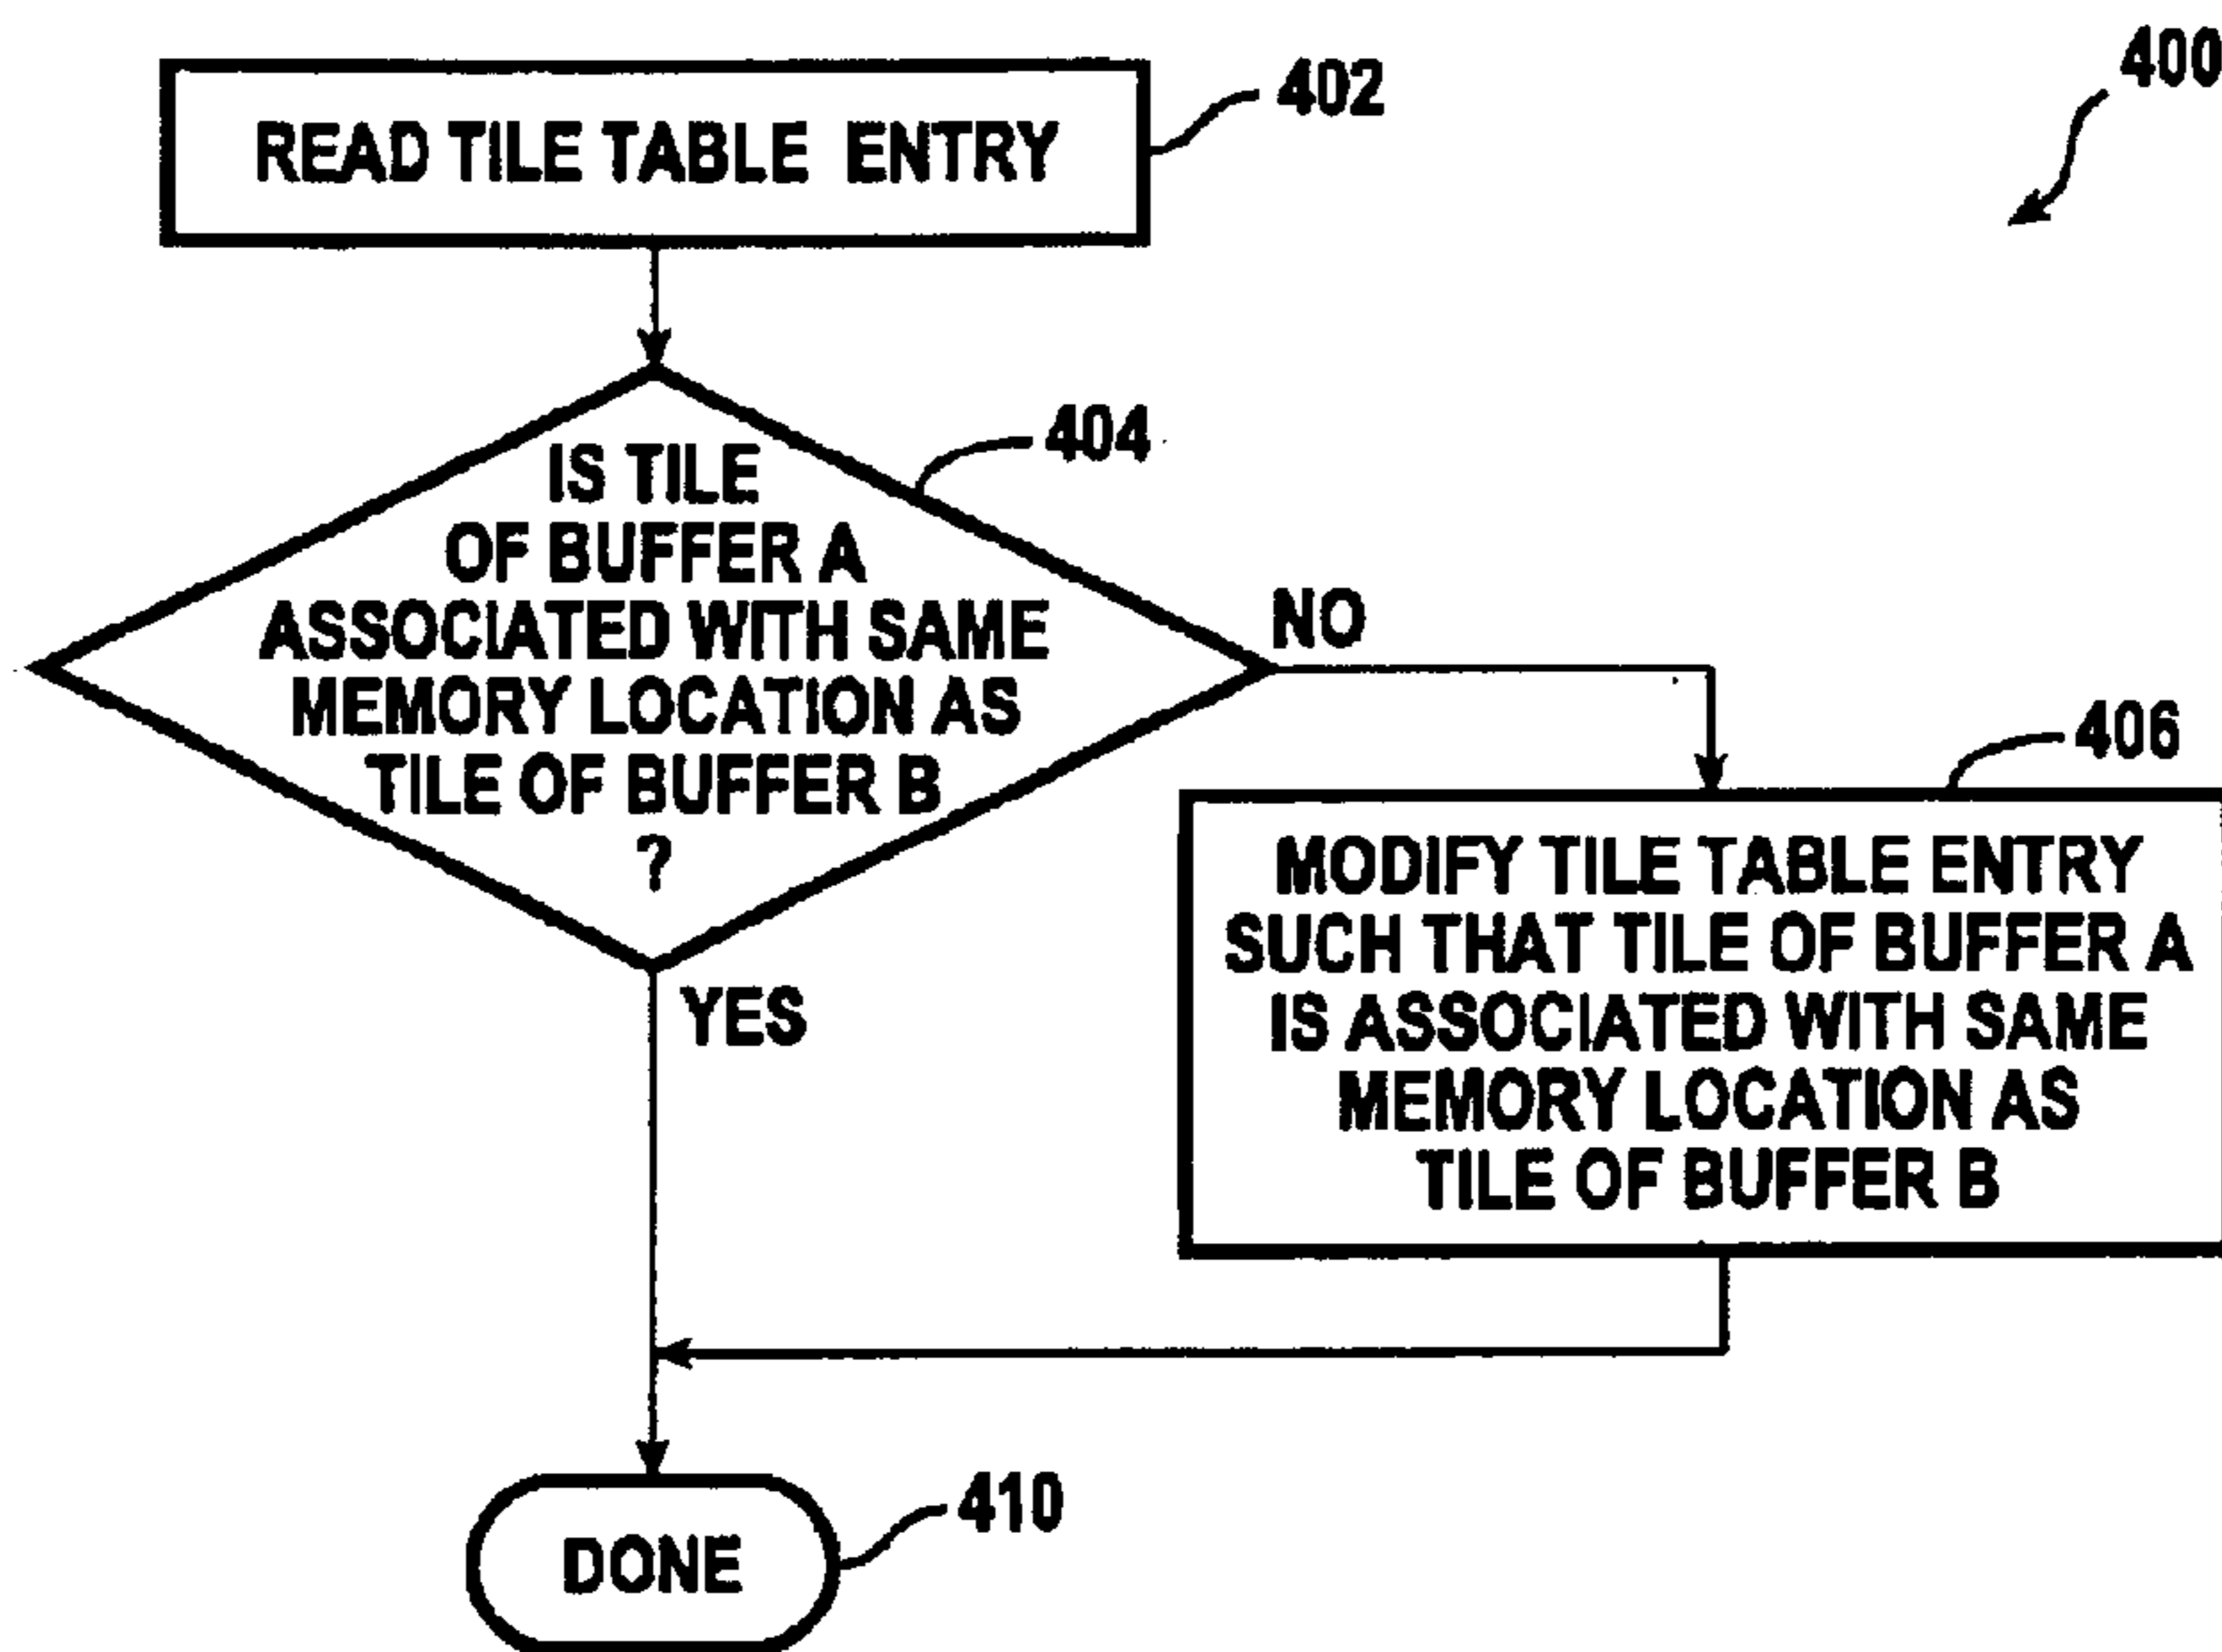 400
402
READ TILE TABLE ENTRY
404
IS TILE
OF BUFFER A
ASSOCIATED WITH SAME
MEMORY LOCATION AS
TILE OF BUFFER B
?
NO
YES
406
MODIFY TILE TABLE ENTRY
SUCH THAT TILE OF BUFFER A
IS ASSOCIATED WITH SAME
MEMORY LOCATION AS
TILE OF BUFFER B
410
DONE